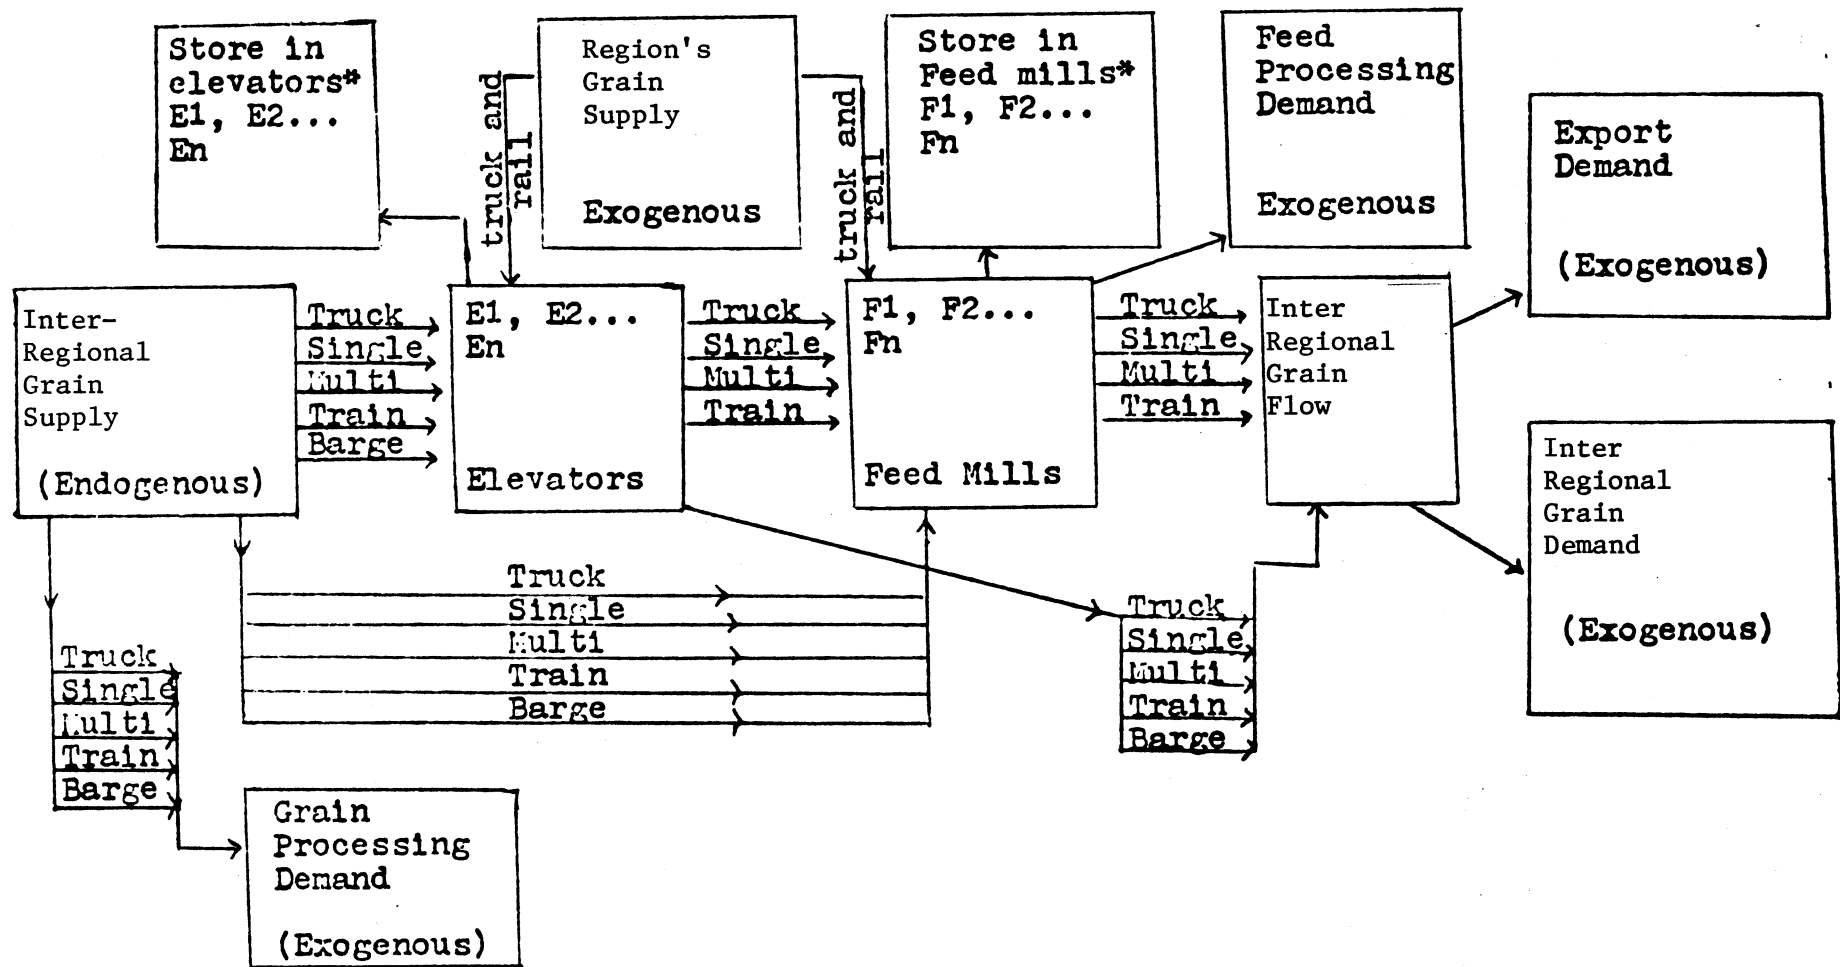 Store in
elevators*
E1, E2...
En
truck and
rail
Region's
Grain
Supply
Exogenous
truck and
rail
Store in
Feed mills*
F1, F2...
Fn
Feed
Processing
Demand
Exogenous
Export
Demand
(Exogenous)
Inter-
Regional
Grain
Supply
(Endogenous)
Truck
Single
Multi
Train
Barge
E1, E2...
En
Elevators
Truck
Single
Multi
Train
F1, F2...
Fn
Feed Mills
Truck
Single
Multi
Train
Inter
Regional
Grain
Flow
Inter
Regional
Grain
Demand
(Exogenous)
Truck
Single
Multi
Train
Barge
Truck
Single
Multi
Train
Barge
Truck
Single
Multi
Train
Barge
Grain
Processing
Demand
(Exogenous)